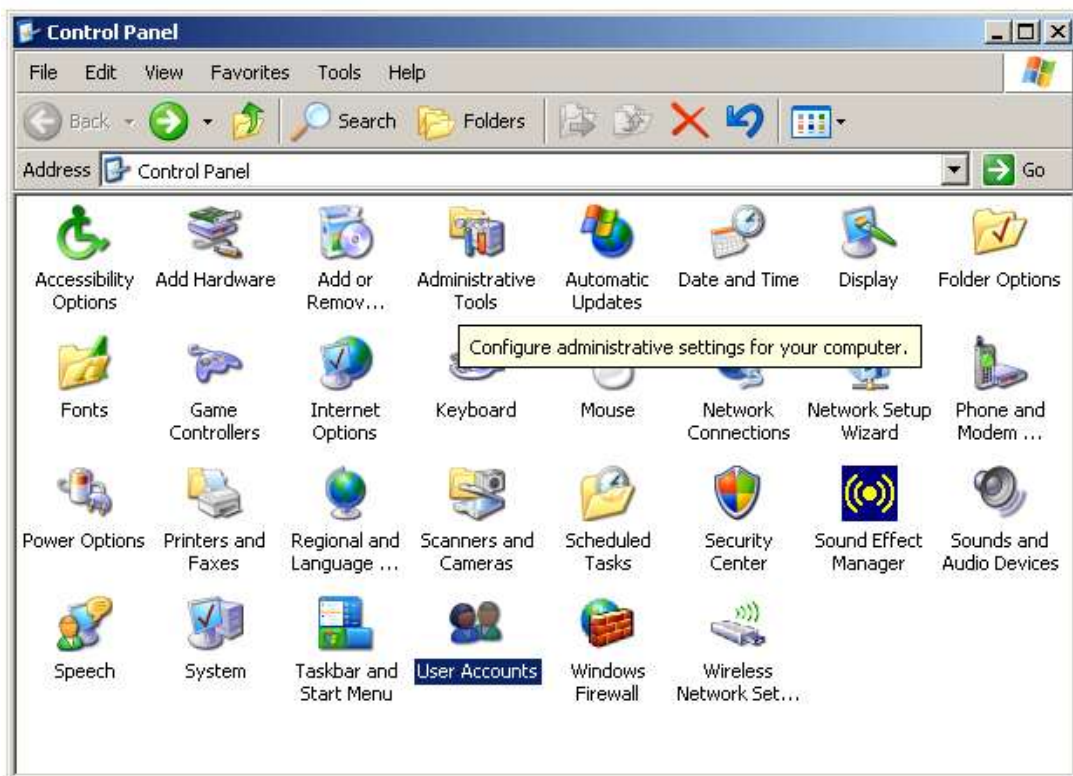 Control Panel
File Edit View Favorites Tools Help
Back Search Folders
Address Control Panel Go
Accessibility Options
Add Hardware
Add or Remov...
Administrative Tools
Automatic Updates
Date and Time
Display
Folder Options
Configure administrative settings for your computer.
Fonts
Game Controllers
Internet Options
Keyboard
Mouse
Network Connections
Network Setup Wizard
Phone and Modem ...
Power Options
Printers and Faxes
Regional and Language ...
Scanners and Cameras
Scheduled Tasks
Security Center
Sound Effect Manager
Sounds and Audio Devices
Speech
System
Taskbar and Start Menu
User Accounts
Windows Firewall
Wireless Network Set...